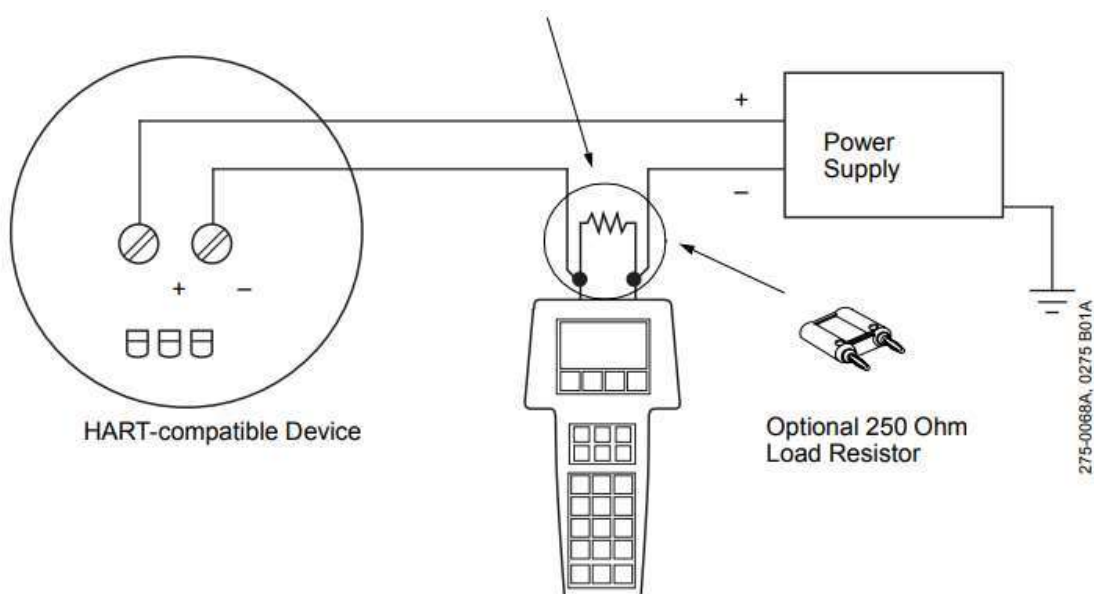 +
Power
Supply
–
+ –
HART-compatible Device
Optional 250 Ohm
Load Resistor
275-0068A, 0275 B01A